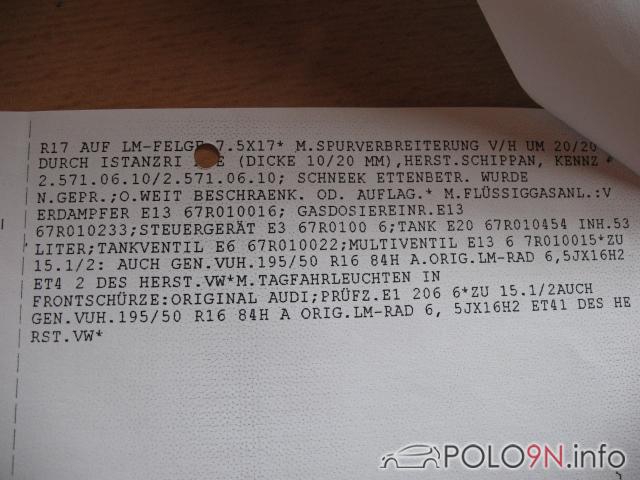 R17 AUF LM-FELGE 7.5X17* M.SPURVERBREITERUNG V/H UM 20/20
DURCH ISTANZRI E (DICKE 10/20 MM),HERST.SCHIPPAN, KENNZ
2.571.06.10/2.571.06.10; SCHNEEK ETTENBETR. WURDE
N.GEPR.;O.WEIT BESCHRAENK. OD. AUFLAG.* M.FLÜSSIGGASANL.:V
ERDAMPFER E13 67R010016; GASDOSIEREINR.E13
67R010233;STEUERGERÄT E3 67R0100 6;TANK E20 67R010454 INH.53
LITER;TANKVENTIL E6 67R010022;MULTIVENTIL E13 6 7R010015*ZU
15.1/2: AUCH GEN.VUH.195/50 R16 84H A.ORIG.LM-RAD 6,5JX16H2
ET4 2 DES HERST.VW*M.TAGFAHRLEUCHTEN IN
FRONTSCHÜRZE:ORIGINAL AUDI;PRÜFZ.E1 206 6*ZU 15.1/2AUCH
GEN.VUH.195/50 R16 84H A ORIG.LM-RAD 6, 5JX16H2 ET41 DES HE
RST.VW*
POLO9N.info